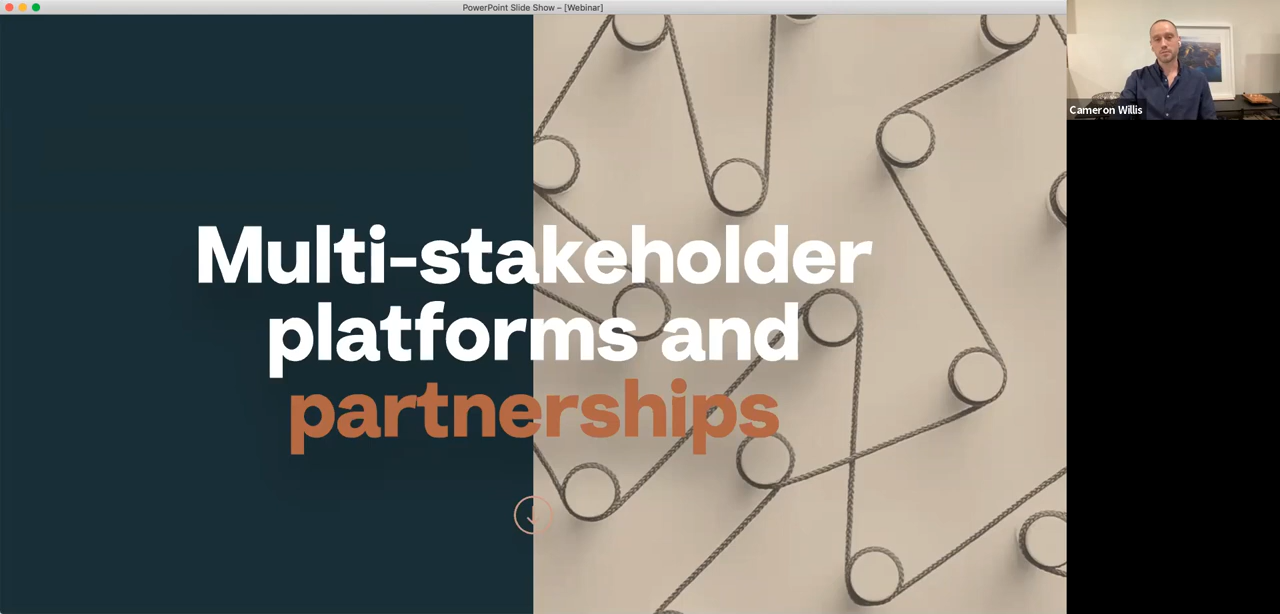 PowerPoint Slide Show – [Webinar]
Cameron Willis
Multi-stakeholder
platforms and
partnerships